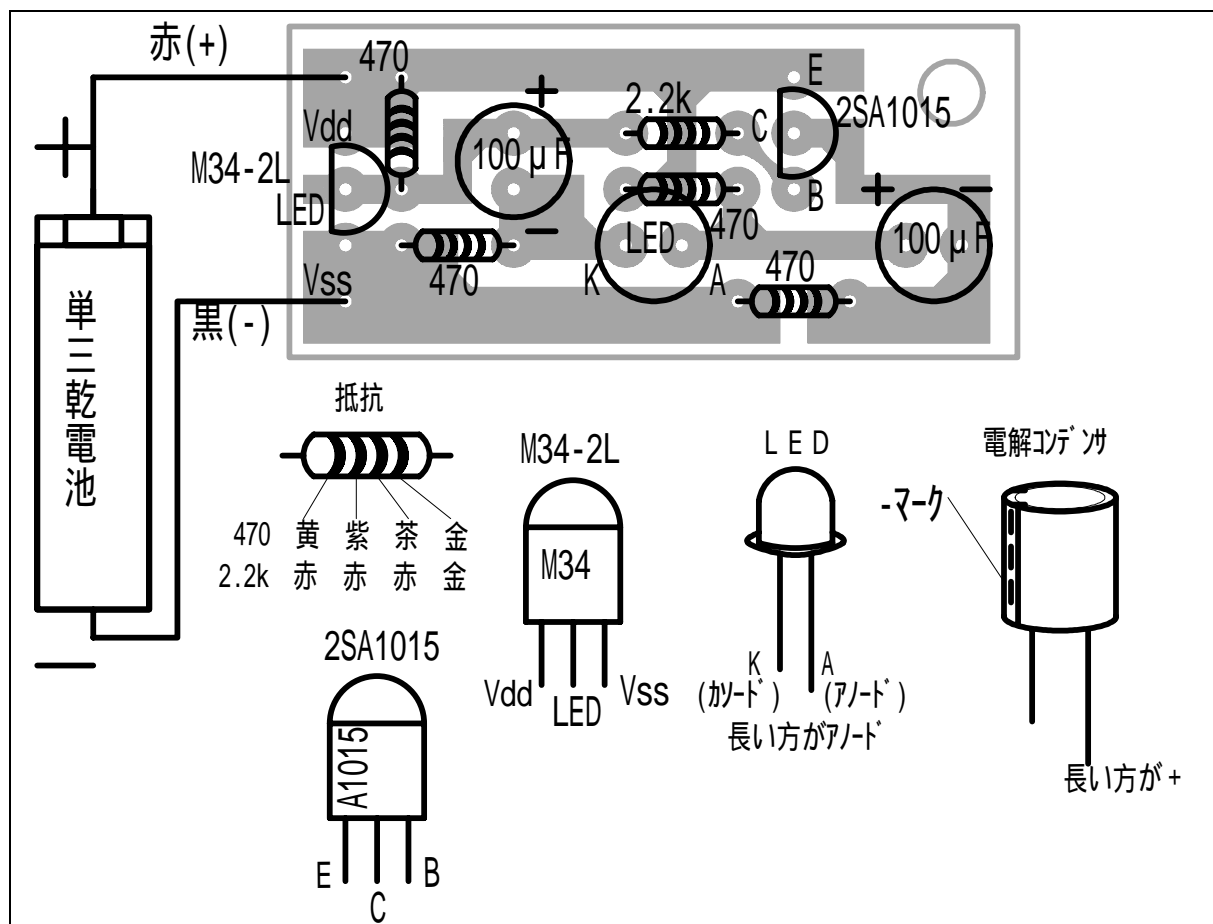 赤(+)
470
+
E
2.2k
C
2SA1015
Vdd
+
M34-2L
100μF
B
+
-
LED
470
LED
100μF
-
470
K
A
470
Vss
黒(-)
単三乾電池
-
抵抗
470 黄 紫 茶 金
2.2k 赤 赤 赤 金
M34-2L
M34
Vdd
LED
Vss
LED
K
(カソード)
A
(アノード)
長い方がアノード
電解コンデンサ
-マーク
長い方が+
2SA1015
A1015
E
C
B